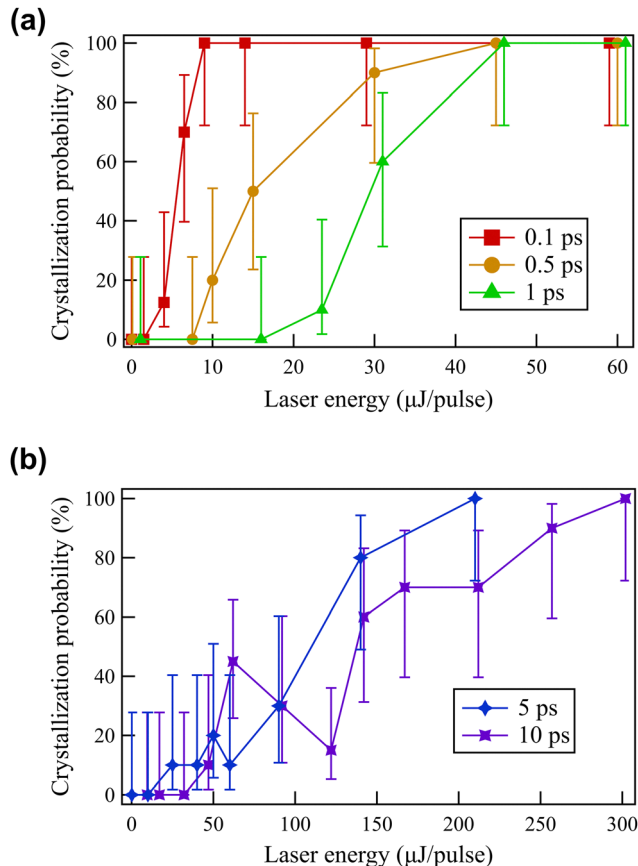 (a)
Crystallization probability (%)
100
80
60
40
20
0
0.1 ps
0.5 ps
1 ps
0 10 20 30 40 50 60
Laser energy (μJ/pulse)
(b)
Crystallization probability (%)
100
80
60
40
20
0
5 ps
10 ps
0 50 100 150 200 250 300
Laser energy (μJ/pulse)